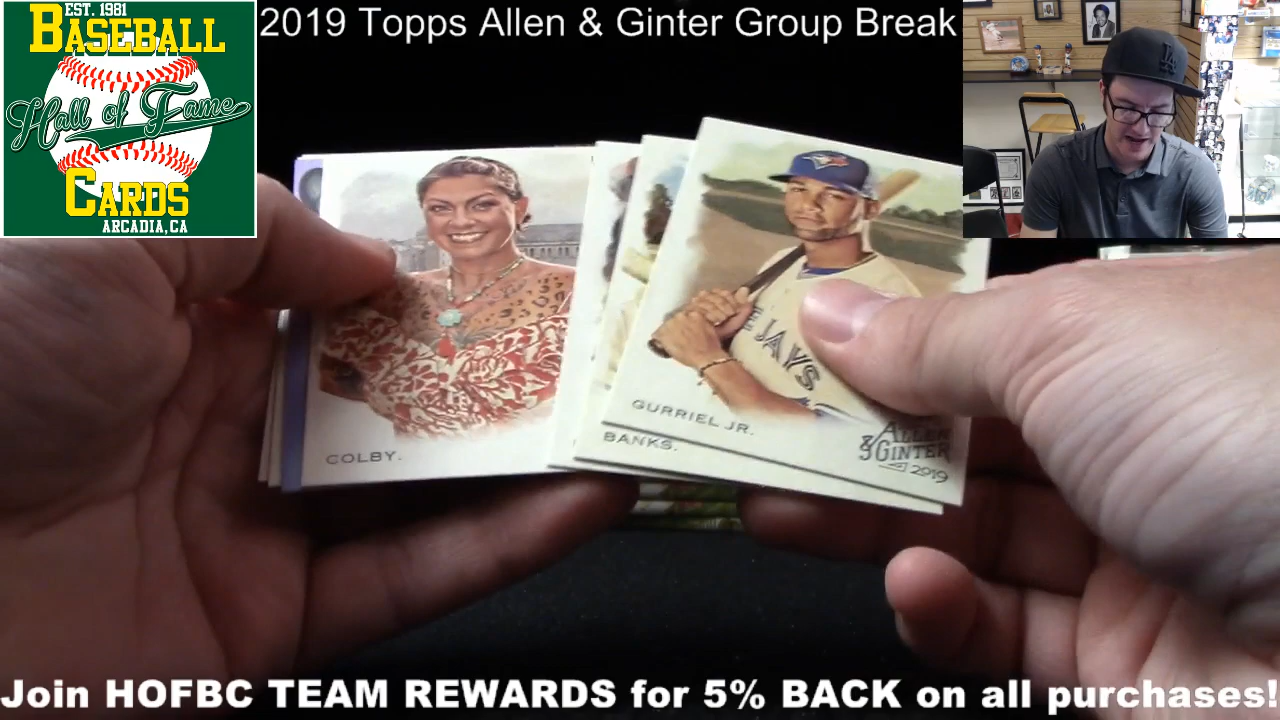 EST. 1981
BASEBALL
Hall of Fame
CARDS
ARCADIA, CA
2019 Topps Allen & Ginter Group Break
LA
COLBY.
JAYS
GURRIEL JR.
BANKS.
ALLEN
& GINTER
2019
Join HOFBC TEAM REWARDS for 5% BACK on all purchases!